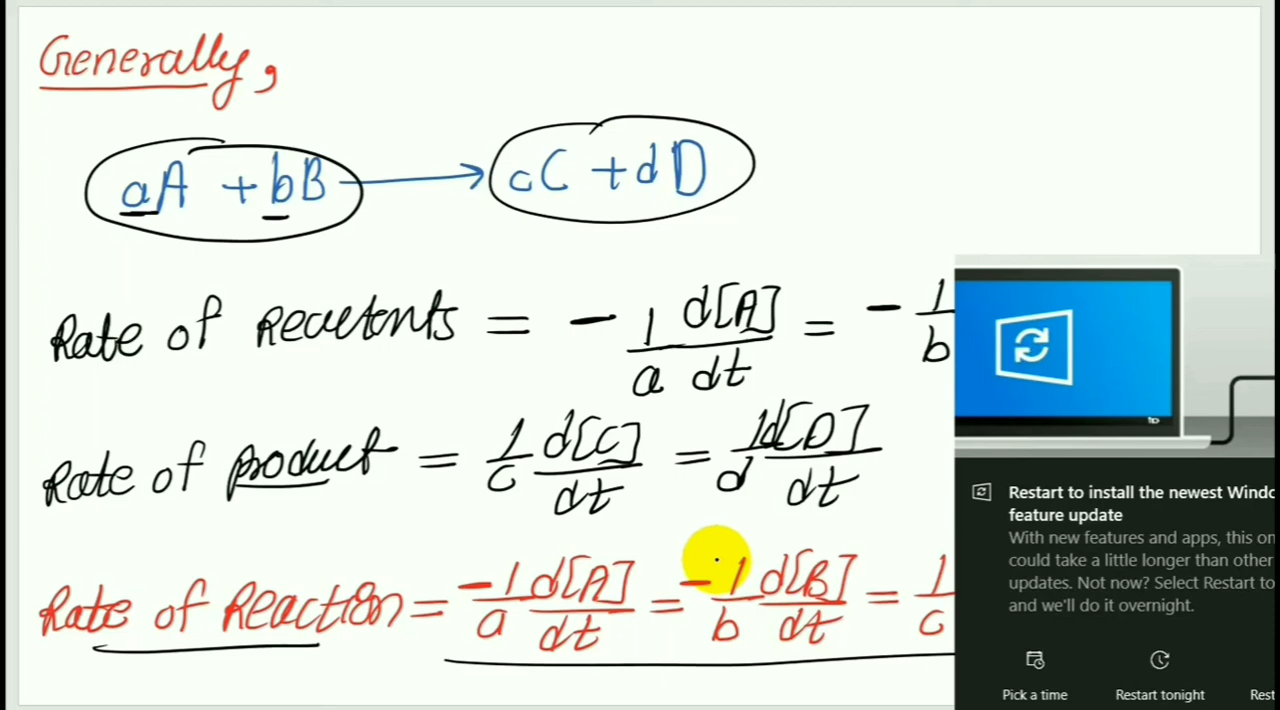 Generally,
aA + bB → cC + dD
Rate of Reactents = - 1/a d[A]/dt = - 1/b
Rate of product = 1/c d[C]/dt = 1/d d[D]/dt
Rate of Reaction = -1/a d[A]/dt = -1/b d[B]/dt = 1/c
Restart to install the newest Windo
feature update
With new features and apps, this on
could take a little longer than other
updates. Not now? Select Restart to
and we'll do it overnight.
Pick a time Restart tonight Rest